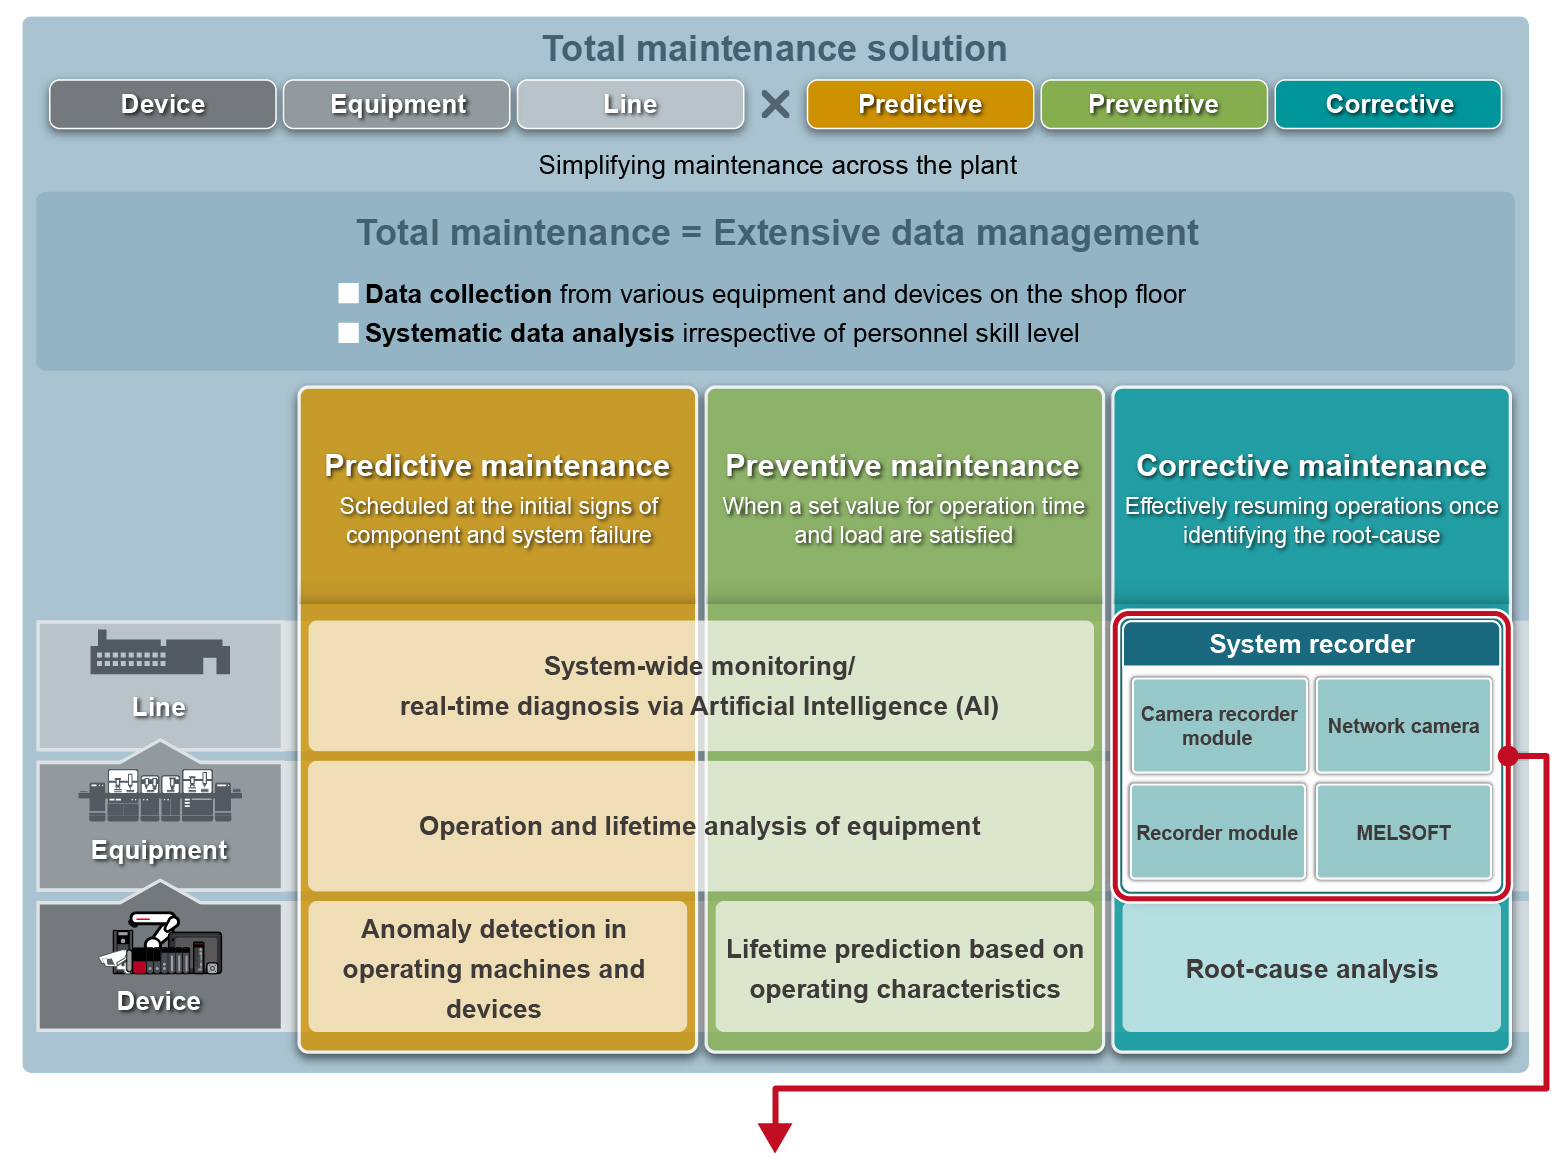 Total maintenance solution
Device
Equipment
Line
×
Predictive
Preventive
Corrective
Simplifying maintenance across the plant
Total maintenance = Extensive data management
Data collection from various equipment and devices on the shop floor
Systematic data analysis irrespective of personnel skill level
Predictive maintenance
Scheduled at the initial signs of
component and system failure
Preventive maintenance
When a set value for operation time
and load are satisfied
Corrective maintenance
Effectively resuming operations once
identifying the root-cause
Line
System-wide monitoring/
real-time diagnosis via Artificial Intelligence (AI)
System recorder
Camera recorder
module
Network camera
Recorder module
MELSOFT
Equipment
Operation and lifetime analysis of equipment
Device
Anomaly detection in
operating machines and
devices
Lifetime prediction based on
operating characteristics
Root-cause analysis